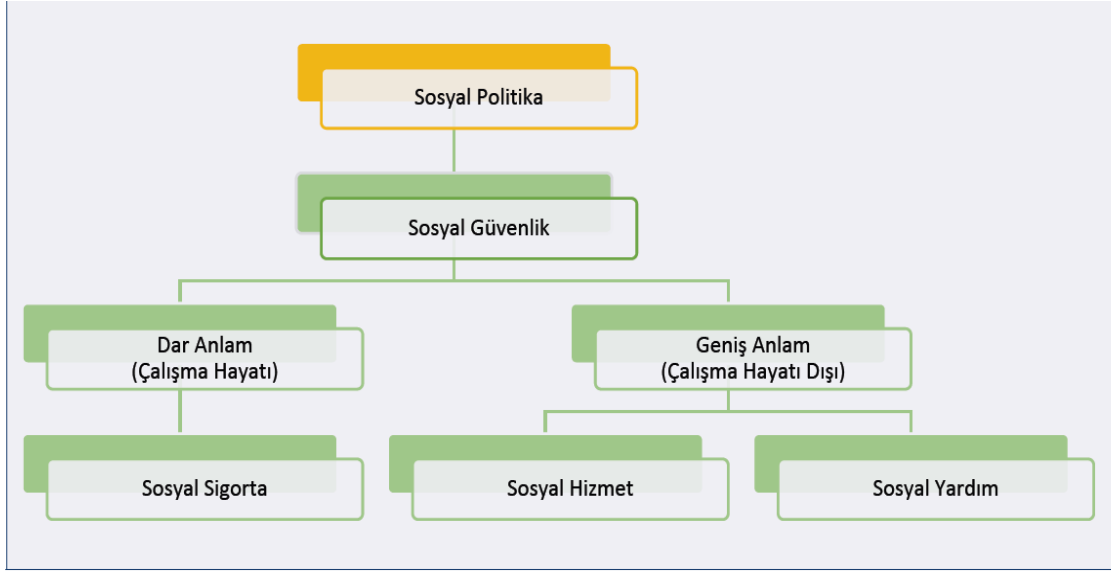 Sosyal Politika
Sosyal Güvenlik
Dar Anlam
(Çalışma Hayatı)
Geniş Anlam
(Çalışma Hayatı Dışı)
Sosyal Sigorta
Sosyal Hizmet
Sosyal Yardım